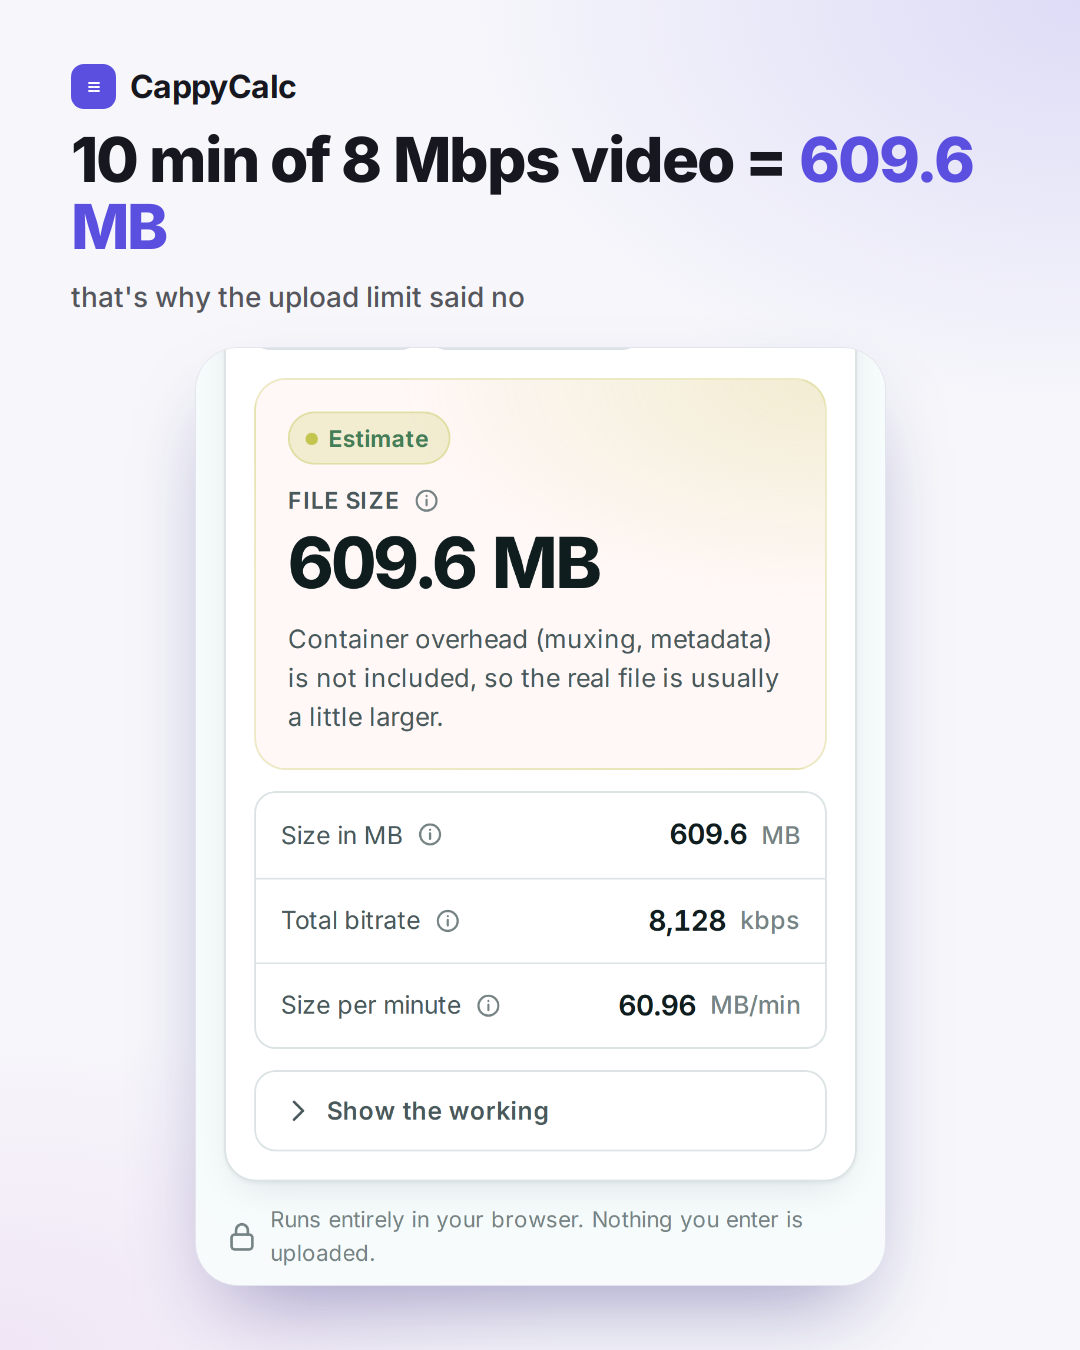 CappyCalc
10 min of 8 Mbps video = 609.6
MB
that's why the upload limit said no
Estimate
FILE SIZE
609.6 MB
Container overhead (muxing, metadata)
is not included, so the real file is usually
a little larger.
Size in MB 609.6 MB
Total bitrate 8,128 kbps
Size per minute 60.96 MB/min
Show the working
Runs entirely in your browser. Nothing you enter is
uploaded.